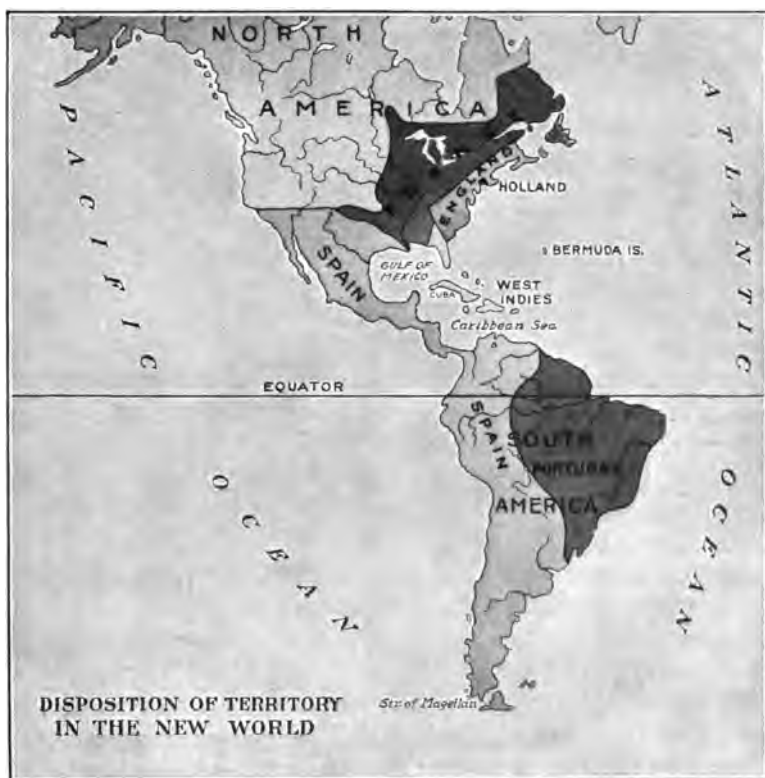 NORTH
AMERICA
PACIFIC
OCEAN
ATLANTIC
OCEAN
ENGLAND
HOLLAND
BERMUDA IS.
SPAIN
GULF OF
MEXICO
CUBA
WEST
INDIES
Caribbean Sea
EQUATOR
SPAIN
SOUTH
PORTUGAL
AMERICA
Str. of Magellan
DISPOSITION OF TERRITORY
IN THE NEW WORLD